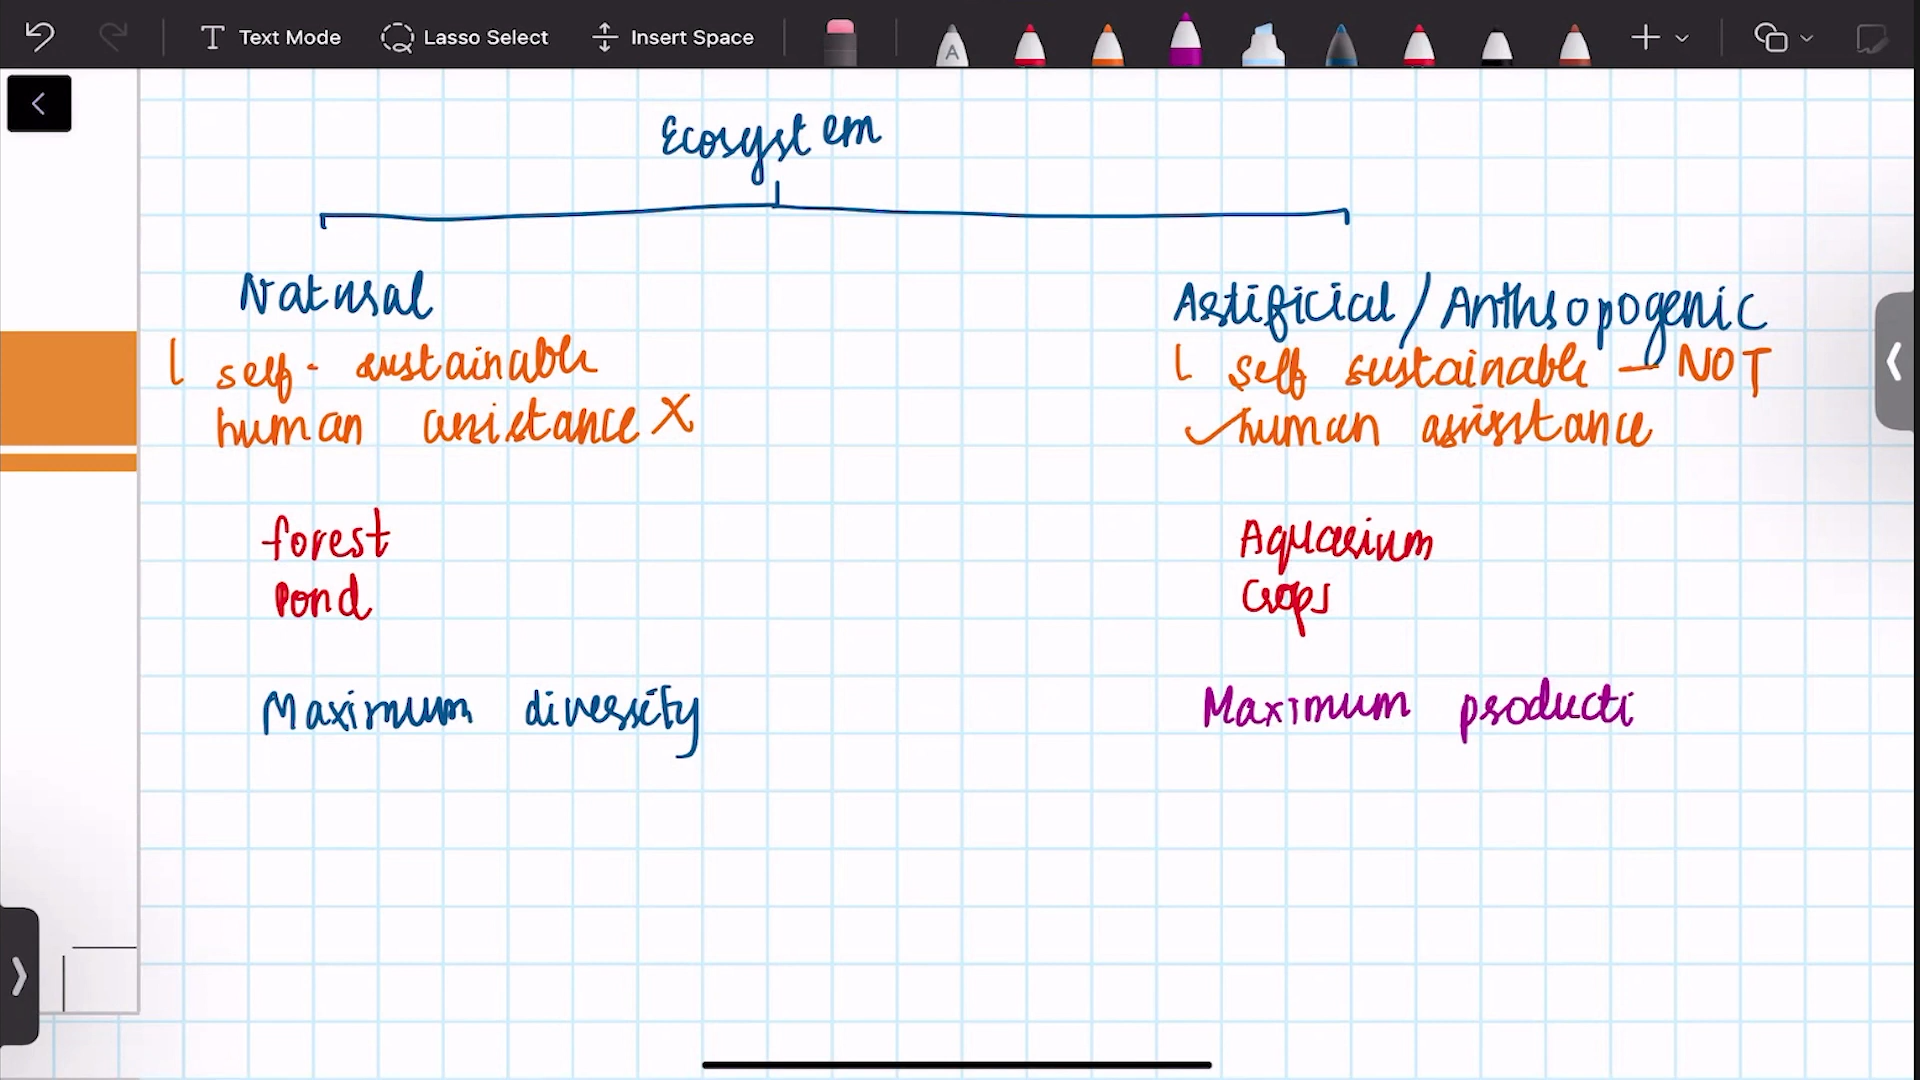 Text Mode
Lasso Select
Insert Space
A
Ecosystem
Natural
Artificial / Anthropogenic
self-sustainable
human assistance X
self sustainable — NOT
✓human assistance
forest
Pond
Aquarium
Crops
Maximum diversity
Maximum producti